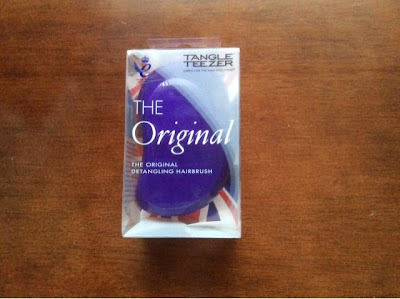 TANGLE
TEEZER
THE
Original
THE ORIGINAL
DETANGLING HAIRBRUSH